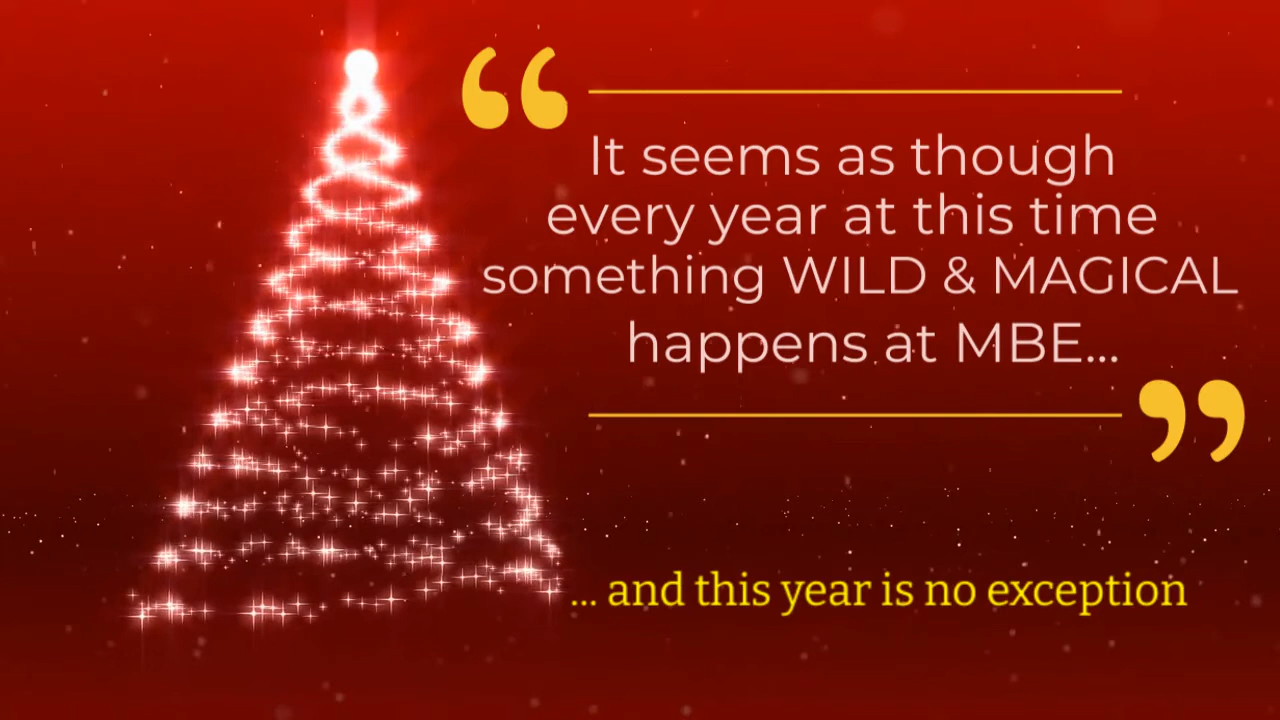 “ It seems as though
every year at this time
something WILD & MAGICAL
happens at MBE... ”
... and this year is no exception